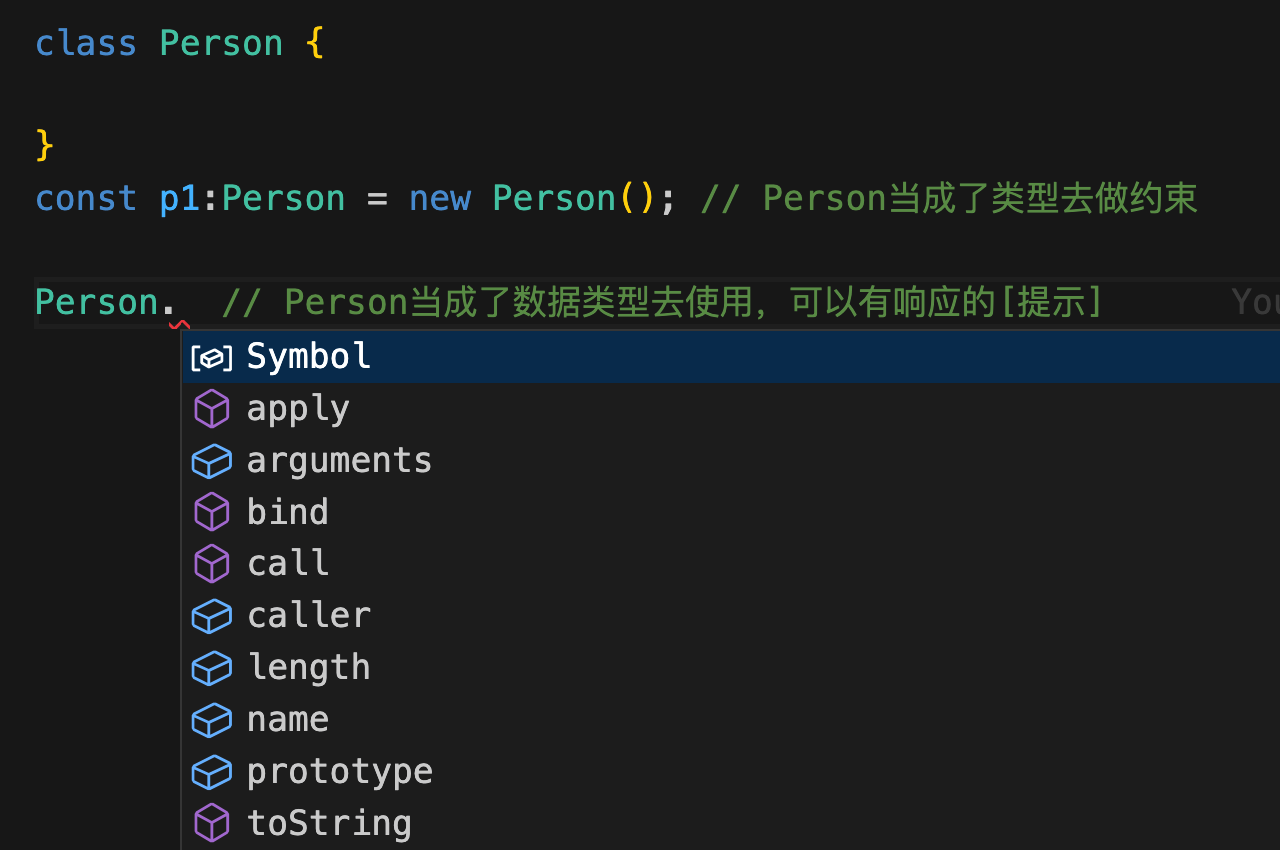 class Person {
}
const p1:Person = new Person(); // Person当成了类型去做约束
Person. // Person当成了数据类型去使用，可以有响应的[提示]
Symbol
apply
arguments
bind
call
caller
length
name
prototype
toString